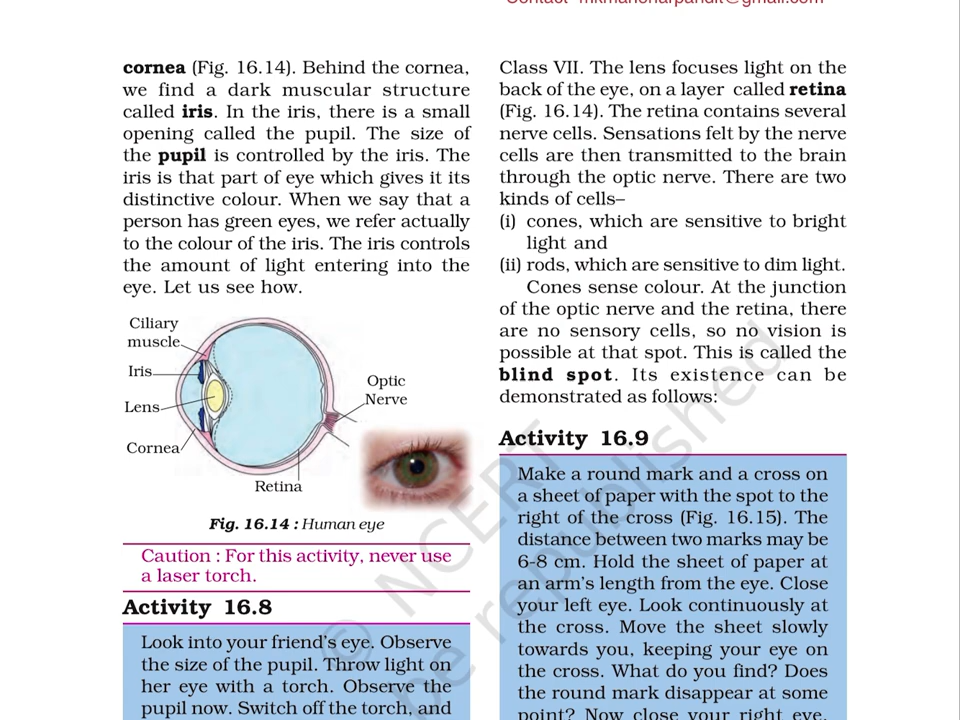 Contact- mkmanoharpandit@gmail.com
cornea (Fig. 16.14). Behind the cornea,
we find a dark muscular structure
called iris. In the iris, there is a small
opening called the pupil. The size of
the pupil is controlled by the iris. The
iris is that part of eye which gives it its
distinctive colour. When we say that a
person has green eyes, we refer actually
to the colour of the iris. The iris controls
the amount of light entering into the
eye. Let us see how.
Ciliary
muscle
Iris
Lens
Cornea
Optic
Nerve
Retina
Fig. 16.14 : Human eye
Caution : For this activity, never use
a laser torch.
Activity 16.8
Look into your friend's eye. Observe
the size of the pupil. Throw light on
her eye with a torch. Observe the
pupil now. Switch off the torch, and
Class VII. The lens focuses light on the
back of the eye, on a layer called retina
(Fig. 16.14). The retina contains several
nerve cells. Sensations felt by the nerve
cells are then transmitted to the brain
through the optic nerve. There are two
kinds of cells–
(i) cones, which are sensitive to bright
light and
(ii) rods, which are sensitive to dim light.
Cones sense colour. At the junction
of the optic nerve and the retina, there
are no sensory cells, so no vision is
possible at that spot. This is called the
blind spot. Its existence can be
demonstrated as follows:
Activity 16.9
Make a round mark and a cross on
a sheet of paper with the spot to the
right of the cross (Fig. 16.15). The
distance between two marks may be
6-8 cm. Hold the sheet of paper at
an arm's length from the eye. Close
your left eye. Look continuously at
the cross. Move the sheet slowly
towards you, keeping your eye on
the cross. What do you find? Does
the round mark disappear at some
point? Now close your right eye.
© NCERT
be republished